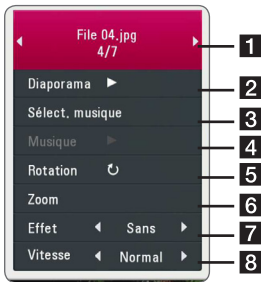 File 04.jpg
4/7
1
Diaporama
2
Sélect. musique
3
Musique
4
Rotation
5
Zoom
6
Effet Sans
7
Vitesse Normal
8